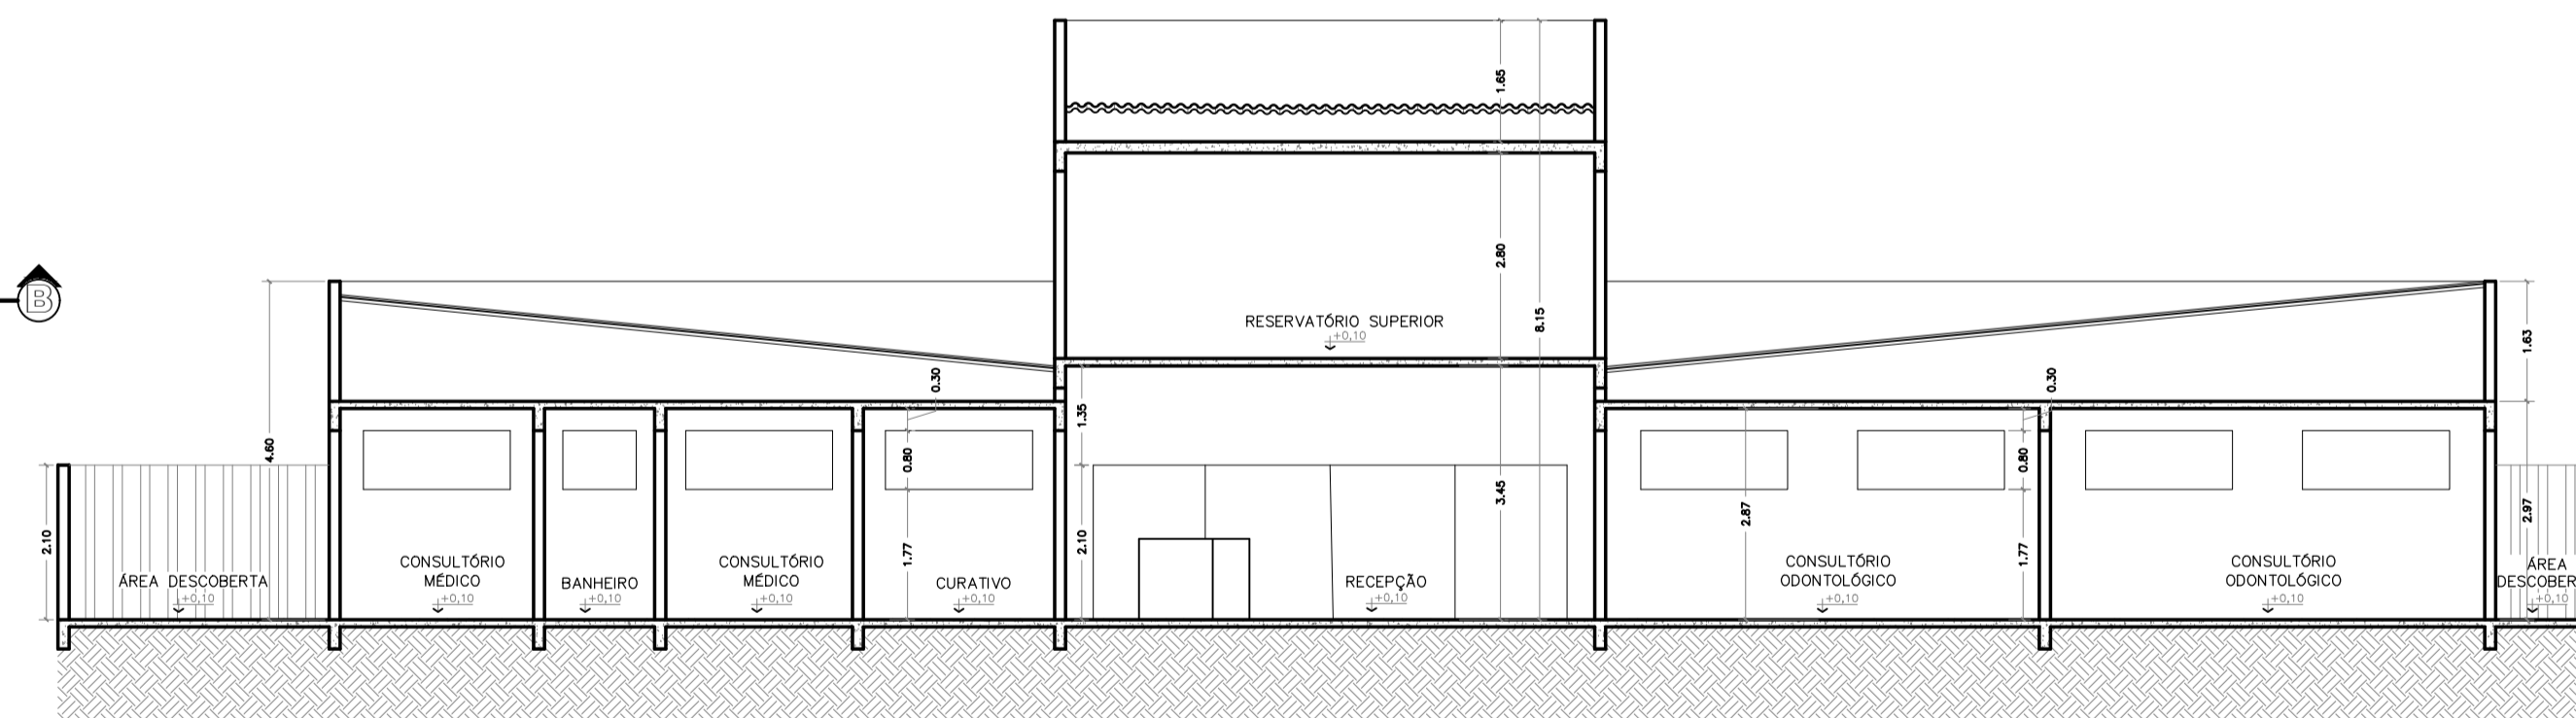 1.65
2.80
8.15
RESERVATÓRIO SUPERIOR
+0,10
B
1.63
0.30
0.30
1.35
4.60
0.80
0.80
3.45
2.87
2.97
2.10
2.10
1.77
1.77
ÁREA DESCOBERTA
+0,10
CONSULTÓRIO
MÉDICO
+0,10
BANHEIRO
+0,10
CONSULTÓRIO
MÉDICO
+0,10
CURATIVO
+0,10
RECEPÇÃO
+0,10
CONSULTÓRIO
ODONTOLÓGICO
+0,10
CONSULTÓRIO
ODONTOLÓGICO
+0,10
ÁREA
DESCOBER
+0,10